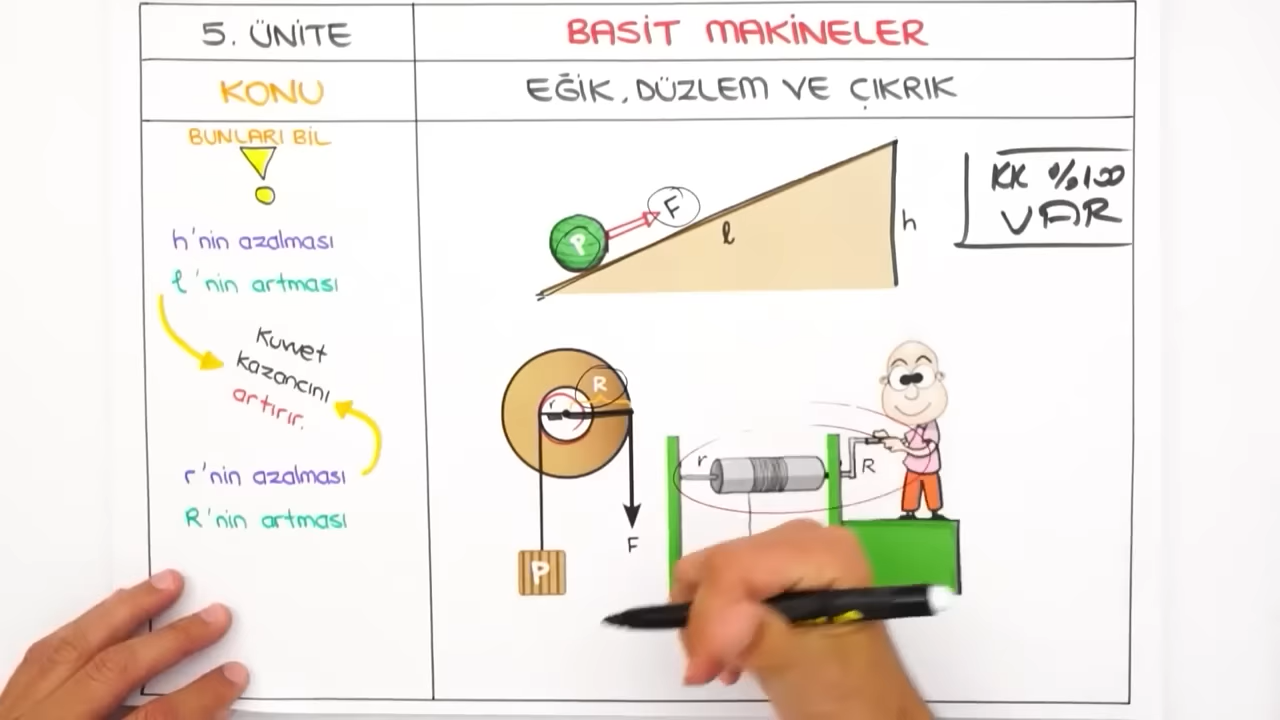 5. ÜNİTE
BASİT MAKİNELER
KONU
EĞİK, DÜZLEM VE ÇIKRIK
BUNLARI BİL
h'nin azalması
l'nin artması
Kuvvet
kazancını
artırır.
r'nin azalması
R'nin artması
P
F
l
h
KK %100
VAR
r
R
P
F
r
R